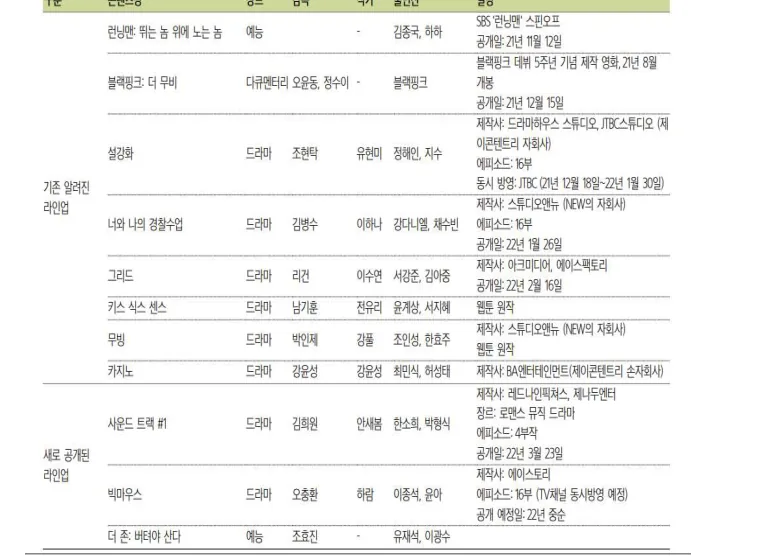 구분 콘텐츠명 장르 감독 작가 출연진 설명
기존 알려진
라인업
런닝맨: 뛰는 놈 위에 노는 놈 예능 - 김종국, 하하
SBS '런닝맨' 스핀오프
공개일: 21년 11월 12일
블랙핑크: 더 무비 다큐멘터리 오윤동, 정수이 - 블랙핑크
블랙핑크 데뷔 5주년 기념 제작 영화, 21년 8월
개봉
공개일: 21년 12월 15일
설강화 드라마 조현탁 유현미 정해인, 지수
제작사: 드라마하우스 스튜디오, JTBC스튜디오 (제
이콘텐트리 자회사)
에피소드: 16부
동시 방영: JTBC (21년 12월 18일~22년 1월 30일)
너와 나의 경찰수업 드라마 김병수 이하나 강다니엘, 채수빈
제작사: 스튜디오앤뉴 (NEW의 자회사)
에피소드: 16부
공개일: 22년 1월 26일
그리드 드라마 리건 이수연 서강준, 김아중
제작사: 아크미디어, 에이스팩토리
공개일: 22년 2월 16일
키스 식스 센스 드라마 남기훈 전유리 윤계상, 서지혜 웹툰 원작
무빙 드라마 박인제 강풀 조인성, 한효주
제작사: 스튜디오앤뉴 (NEW의 자회사)
웹툰 원작
카지노 드라마 강윤성 강윤성 최민식, 허성태 제작사: BA엔터테인먼트(제이콘텐트리 손자회사)
새로 공개된
라인업
사운드 트랙 #1 드라마 김희원 안새봄 한소희, 박형식
제작사: 레드나인픽쳐스, 제나두엔터
장르: 로맨스 뮤직 드라마
에피소드: 4부작
공개일: 22년 3월 23일
빅마우스 드라마 오충환 하람 이종석, 윤아
제작사: 에이스토리
에피소드: 16부 (TV채널 동시방영 예정)
공개 예정일: 22년 중순
더 존: 버텨야 산다 예능 조효진 - 유재석, 이광수